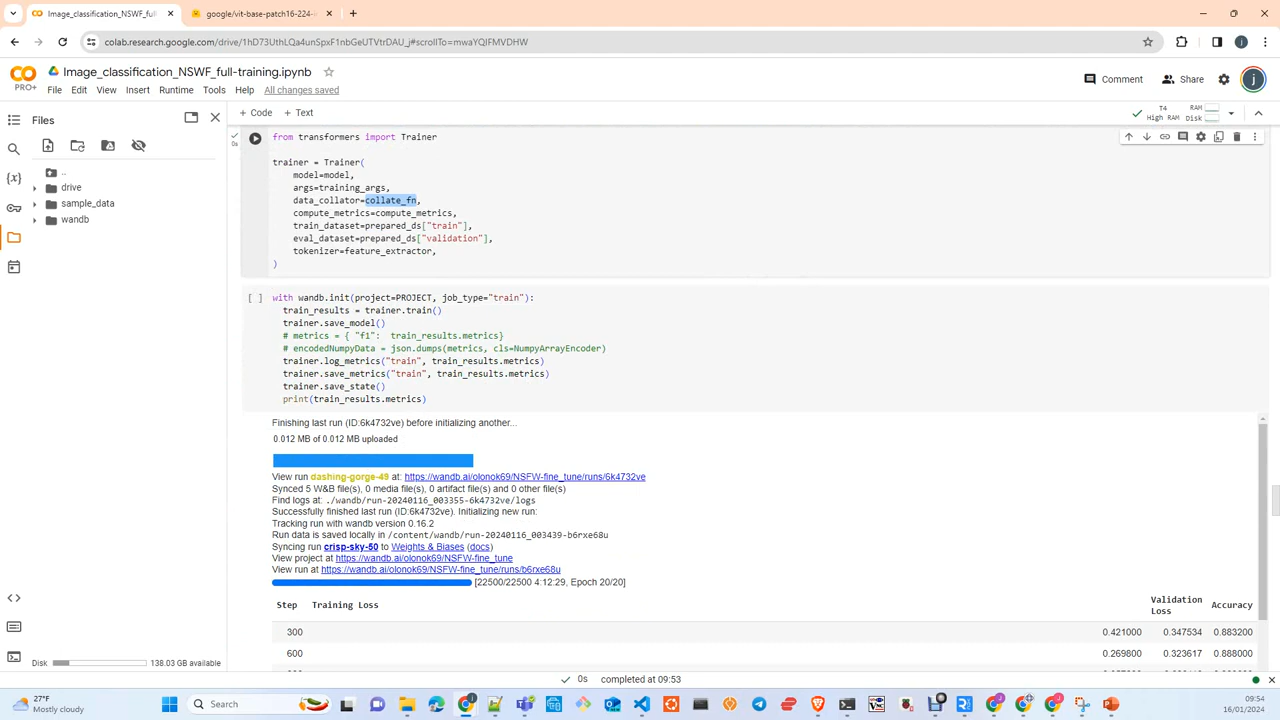 Image_classification_NSWF_full-
google/vit-base-patch16-224-
colab.research.google.com/drive/1hD73UthLQa4unSpxF1nbGeUTVtrDAU_j#scrollTo=mwaYQIFMVDHW
Image_classification_NSWF_full-training.ipynb
PRO+
File Edit View Insert Runtime Tools Help All changes saved
Comment Share j
Files
+ Code + Text
T4
High RAM
RAM
Disk
..
drive
sample_data
wandb
0s
from transformers import Trainer
trainer = Trainer(
model=model,
args=training_args,
data_collator=collate_fn,
compute_metrics=compute_metrics,
train_dataset=prepared_ds["train"],
eval_dataset=prepared_ds["validation"],
tokenizer=feature_extractor,
)
[ ] with wandb.init(project=PROJECT, job_type="train"):
train_results = trainer.train()
trainer.save_model()
# metrics = { "f1":  train_results.metrics}
# encodedNumpyData = json.dumps(metrics, cls=NumpyArrayEncoder)
trainer.log_metrics("train", train_results.metrics)
trainer.save_metrics("train", train_results.metrics)
trainer.save_state()
print(train_results.metrics)
Finishing last run (ID:6k4732ve) before initializing another...
0.012 MB of 0.012 MB uploaded
View run dashing-gorge-49 at: https://wandb.ai/olonok69/NSFW-fine_tune/runs/6k4732ve
Synced 5 W&B file(s), 0 media file(s), 0 artifact file(s) and 0 other file(s)
Find logs at: ./wandb/run-20240116_003355-6k4732ve/logs
Successfully finished last run (ID:6k4732ve). Initializing new run:
Tracking run with wandb version 0.16.2
Run data is saved locally in /content/wandb/run-20240116_003439-b6rxe68u
Syncing run crisp-sky-50 to Weights & Biases (docs)
View project at https://wandb.ai/olonok69/NSFW-fine_tune
View run at https://wandb.ai/olonok69/NSFW-fine_tune/runs/b6rxe68u
[22500/22500 4:12:29, Epoch 20/20]
Step Training Loss Validation Loss Accuracy
300 0.421000 0.347534 0.883200
600 0.269800 0.323617 0.888000
Disk 138.03 GB available
0s completed at 09:53
27°F
Mostly cloudy
Search
09:54
16/01/2024